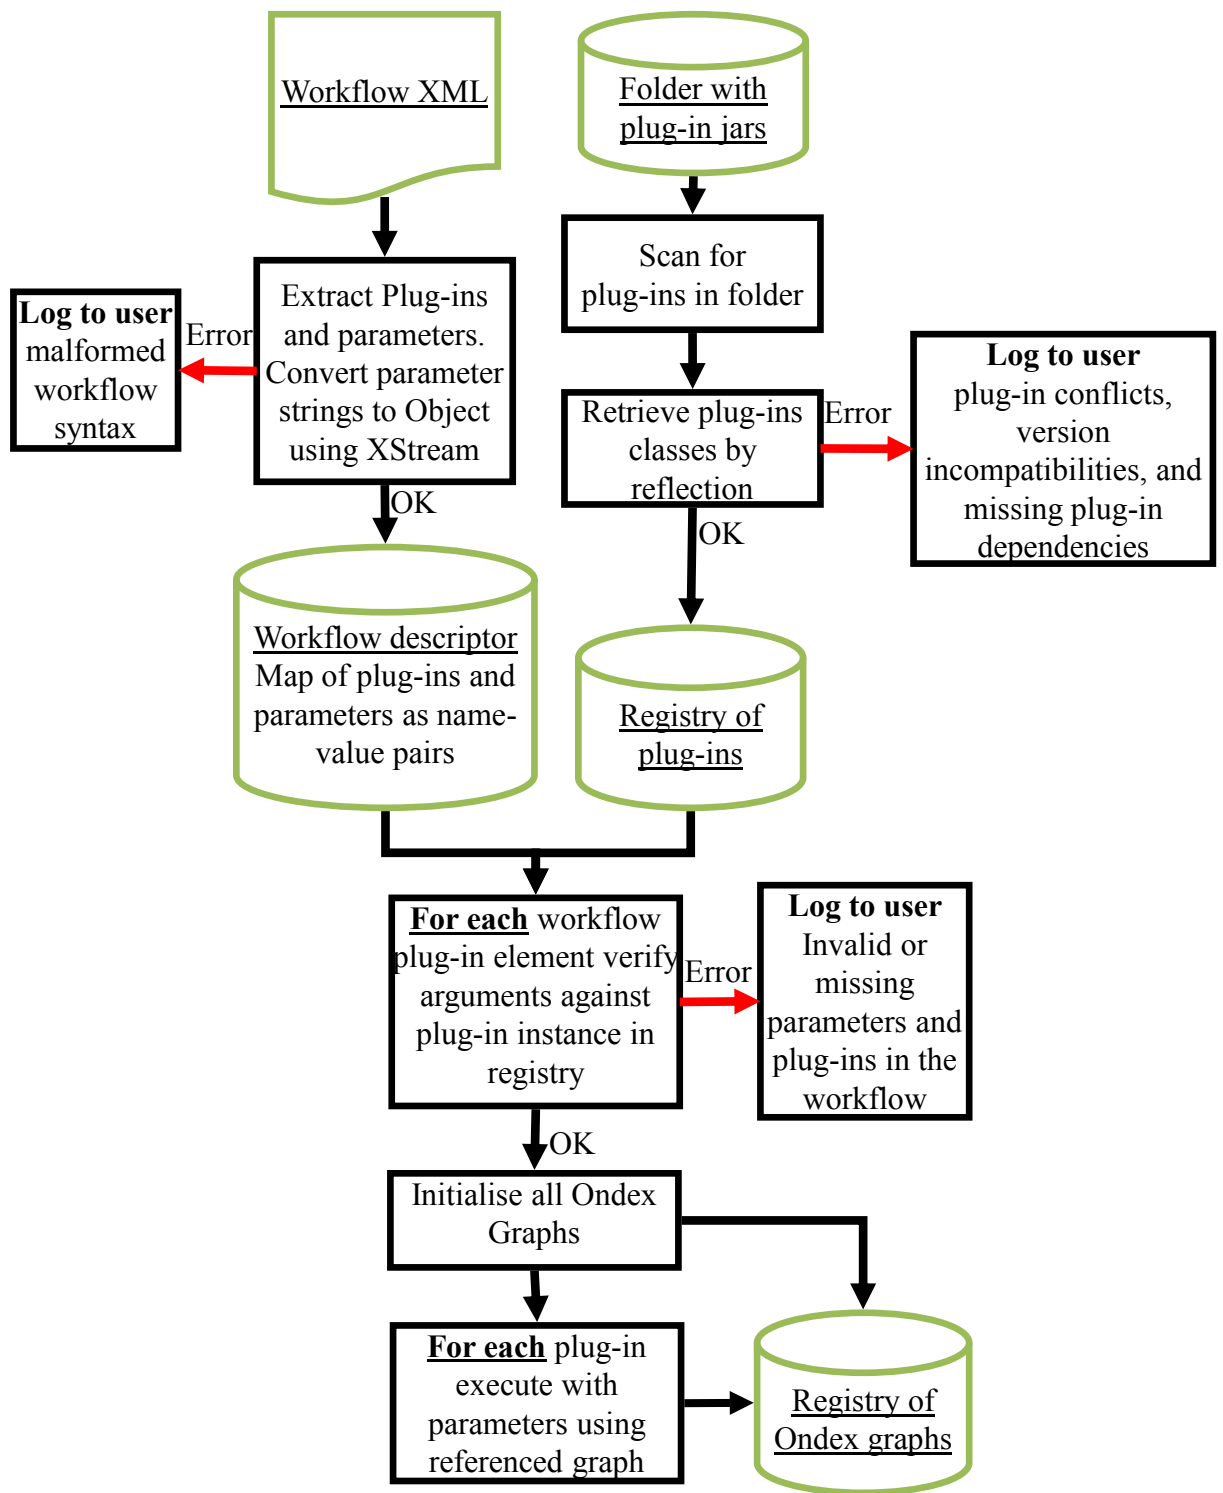 Workflow XML
Folder with
plug-in jars
Scan for
plug-ins in folder
Extract Plug-ins
and parameters.
Convert parameter
strings to Object
using XStream
Error
Log to user
malformed
workflow
syntax
Retrieve plug-ins
classes by
reflection
Error
Log to user
plug-in conflicts,
version
incompatibilities, and
missing plug-in
dependencies
OK
OK
Workflow descriptor
Map of plug-ins and
parameters as name-
value pairs
Registry of
plug-ins
For each workflow
plug-in element verify
arguments against
plug-in instance in
registry
Error
Log to user
Invalid or
missing
parameters and
plug-ins in the
workflow
OK
Initialise all Ondex
Graphs
For each plug-in
execute with
parameters using
referenced graph
Registry of
Ondex graphs